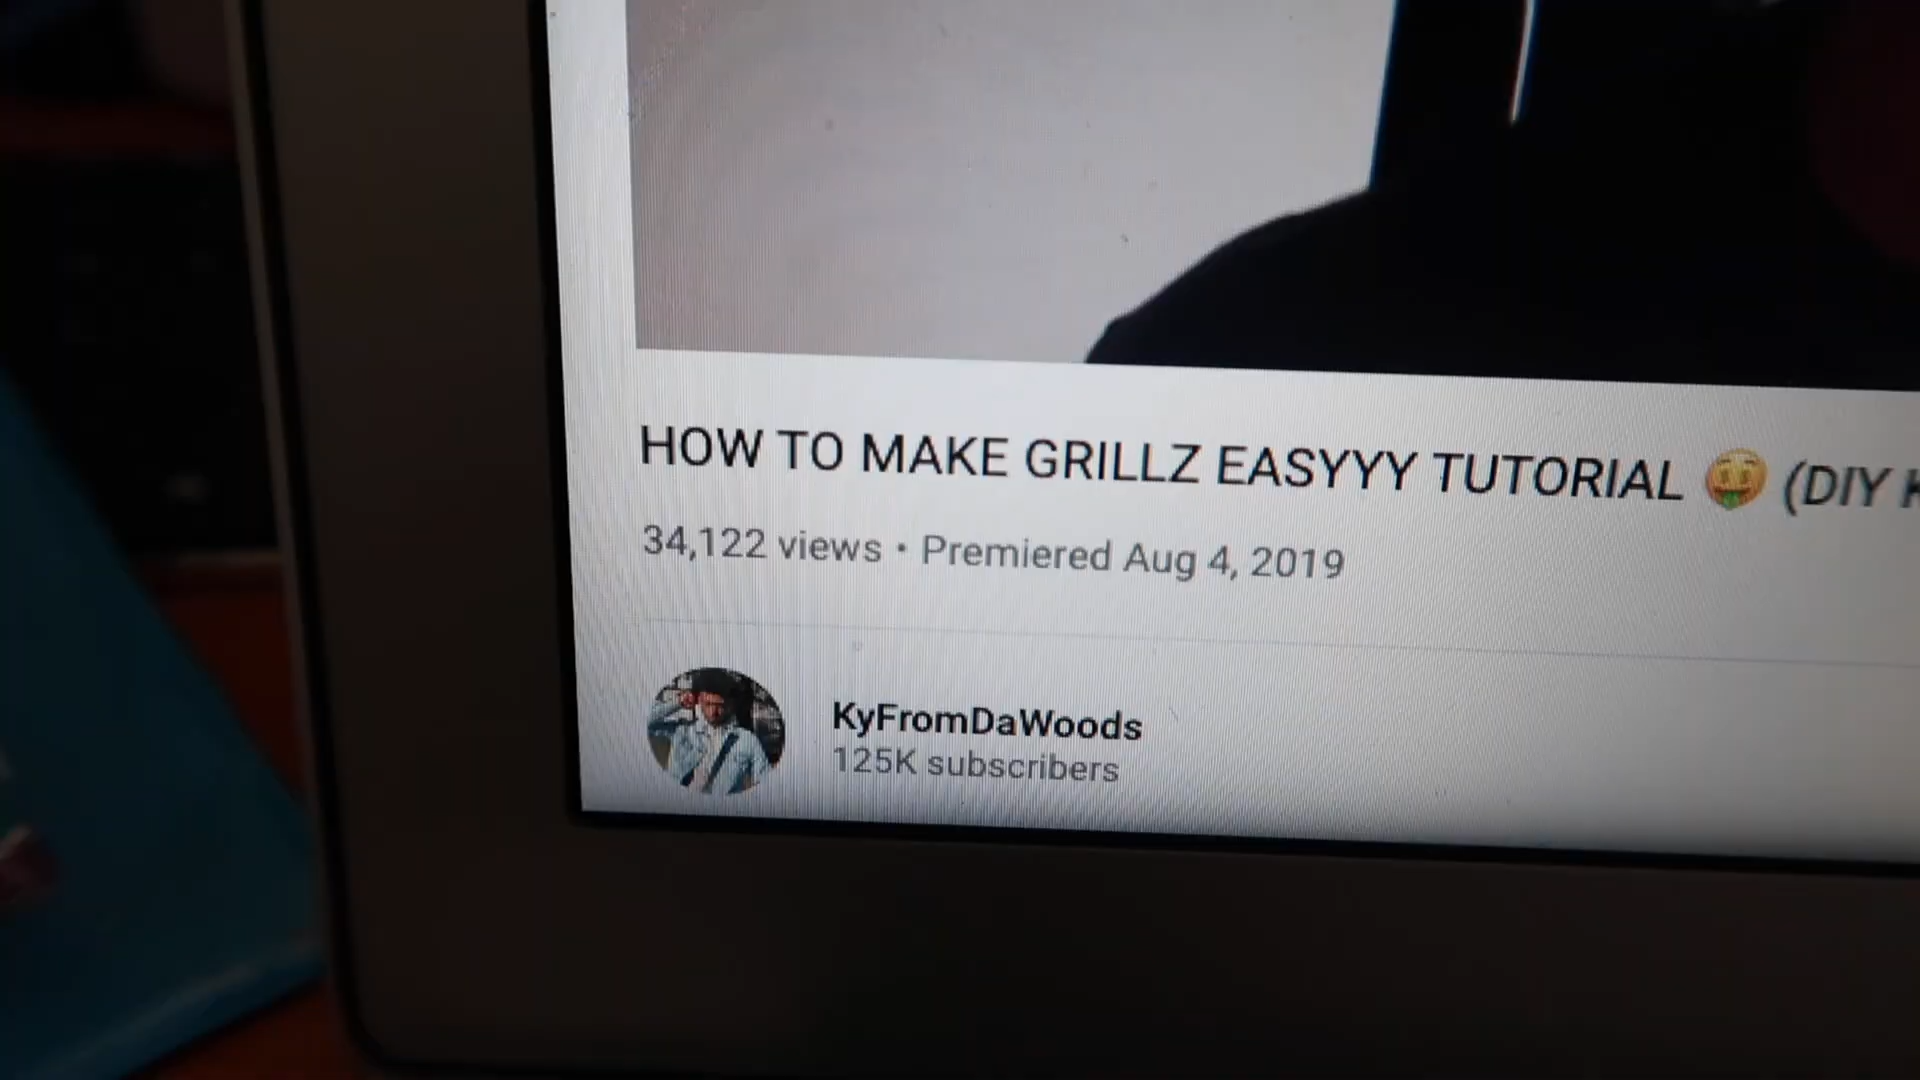 HOW TO MAKE GRILLZ EASYYY TUTORIAL 🤑 (DIY
34,122 views • Premiered Aug 4, 2019
KyFromDaWoods
125K subscribers